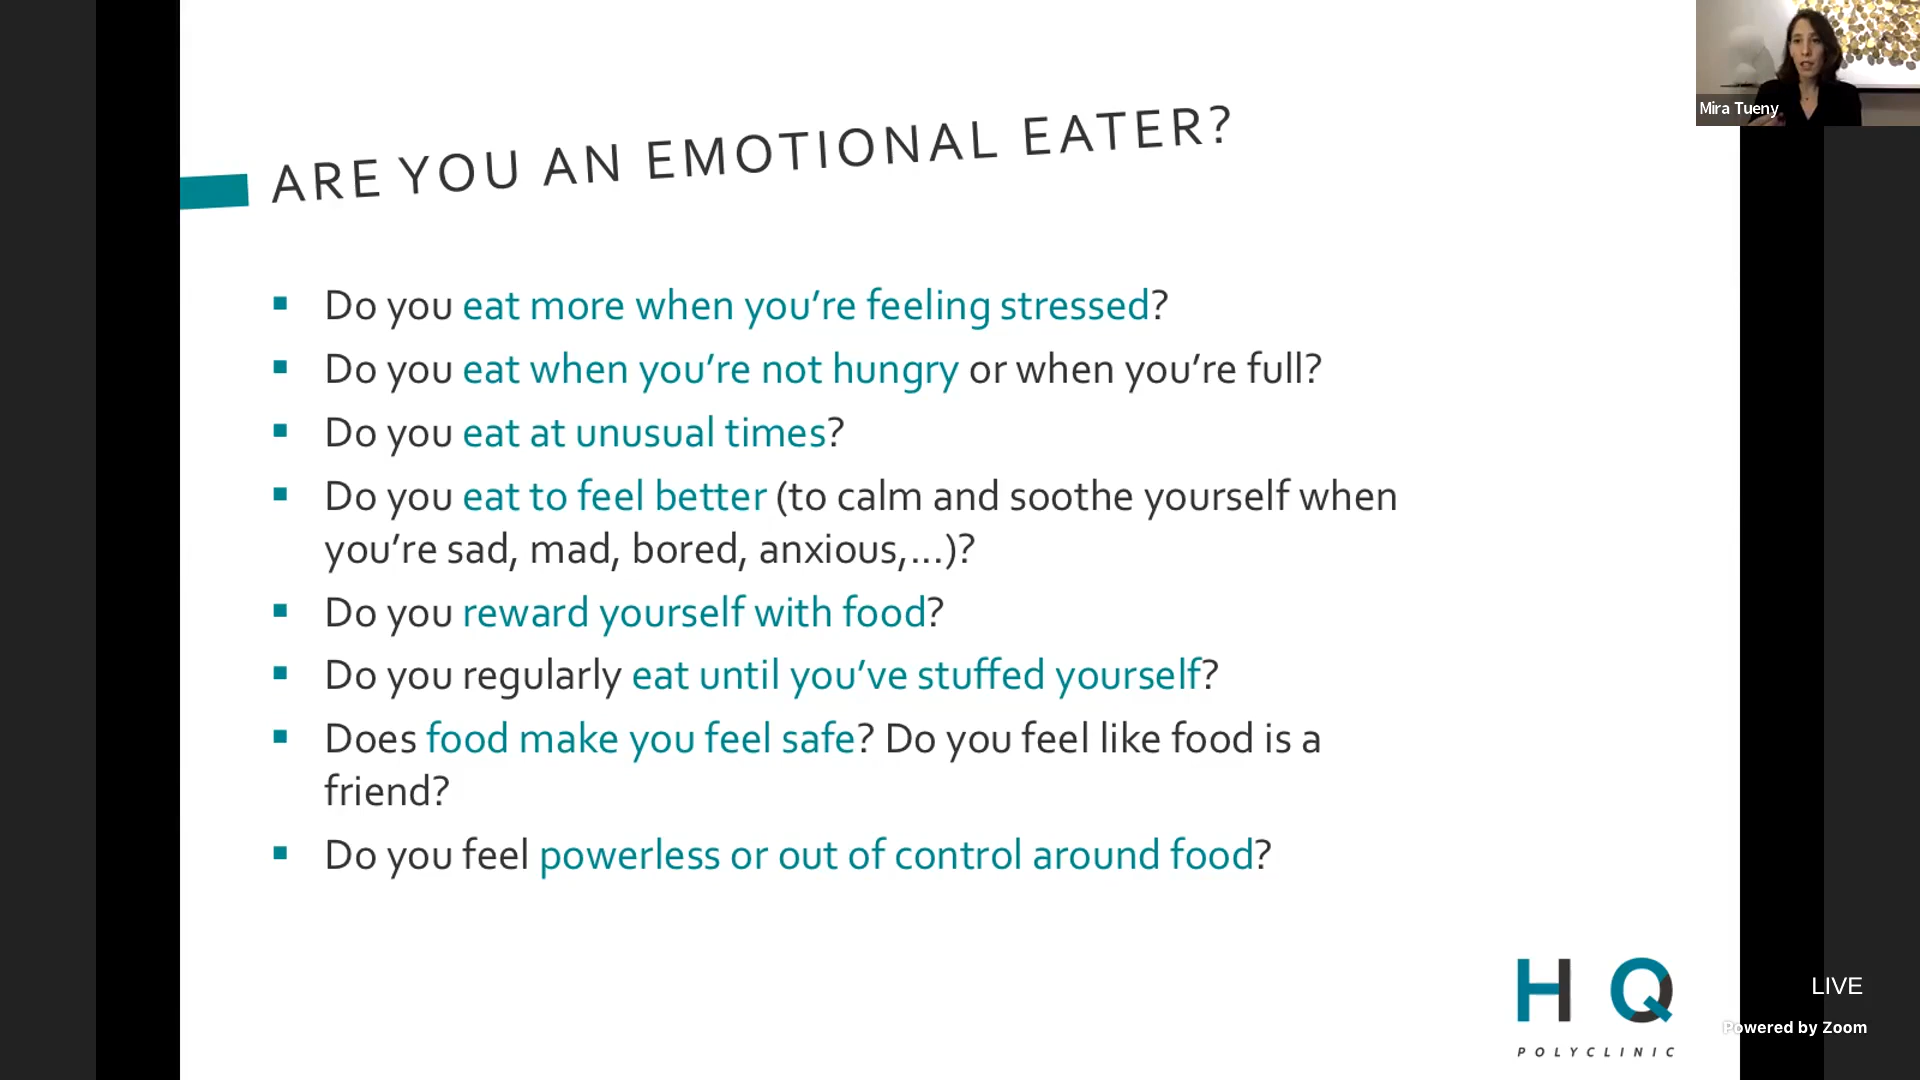 Mira Tueny
ARE YOU AN EMOTIONAL EATER?
▪ Do you eat more when you’re feeling stressed?
▪ Do you eat when you’re not hungry or when you’re full?
▪ Do you eat at unusual times?
▪ Do you eat to feel better (to calm and soothe yourself when
you’re sad, mad, bored, anxious,...)?
▪ Do you reward yourself with food?
▪ Do you regularly eat until you’ve stuffed yourself?
▪ Does food make you feel safe? Do you feel like food is a
friend?
▪ Do you feel powerless or out of control around food?
HQ
POLYCLINIC
LIVE
Powered by Zoom